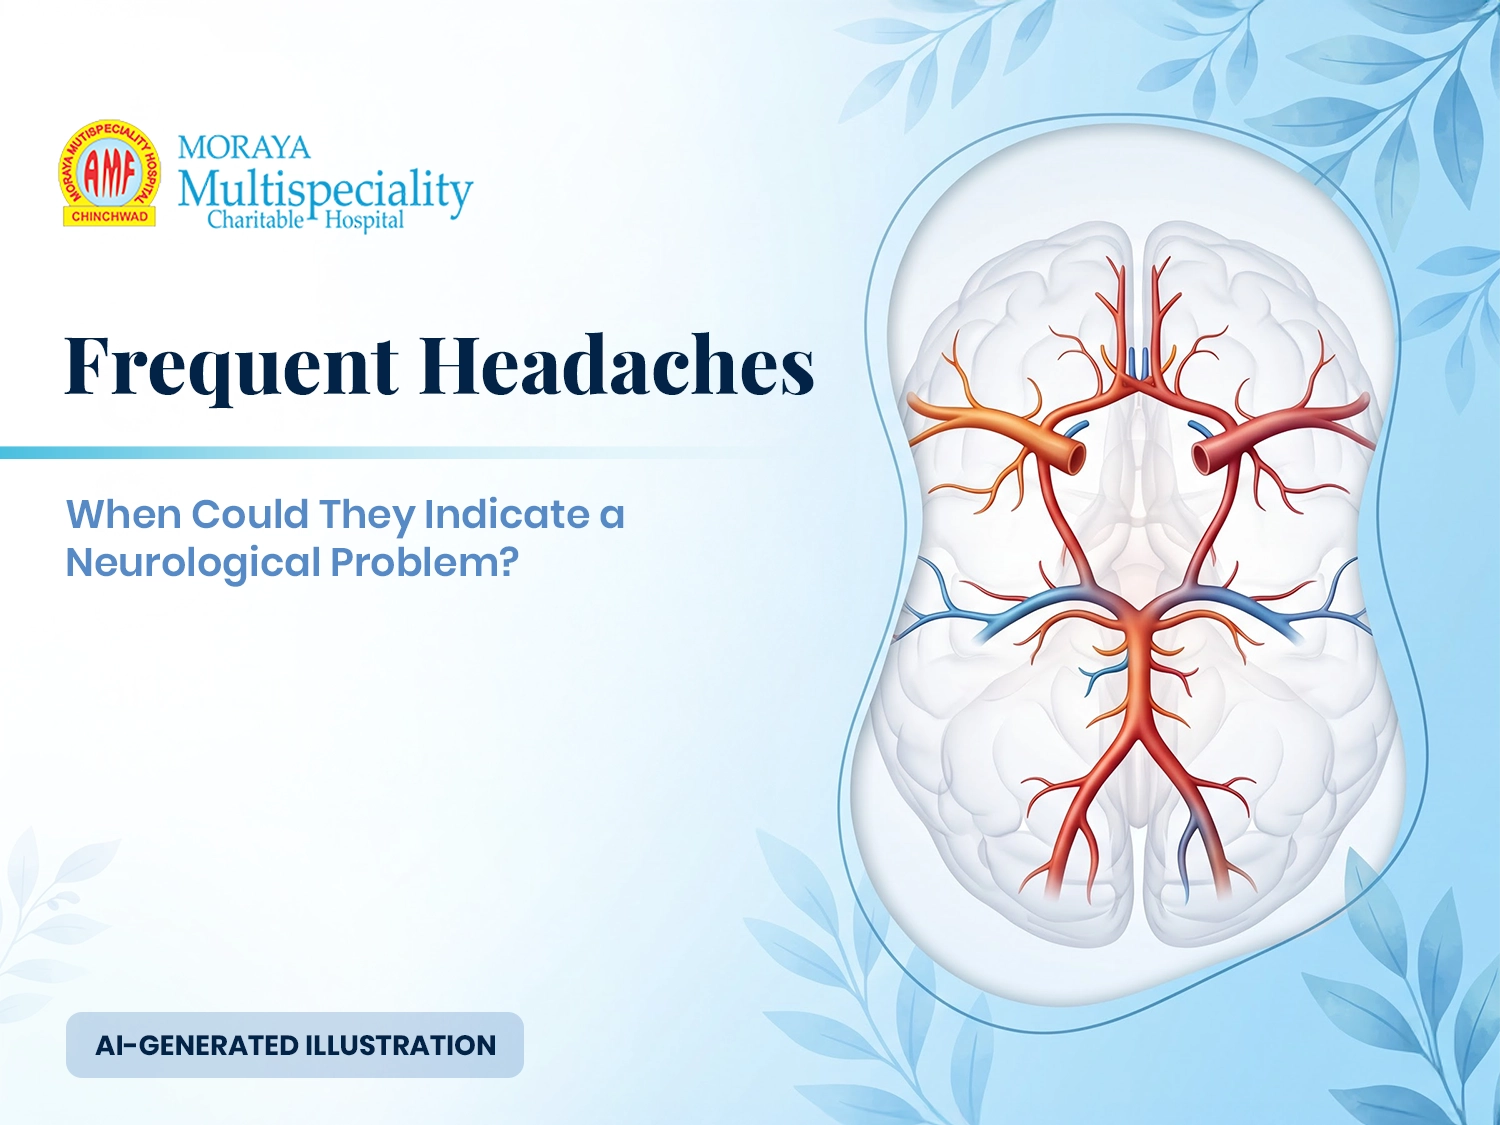 MORAYA MUTISPECIALITY HOSPITAL
AMF
CHINCHWAD
MORAYA
Multispeciality
Charitable Hospital
Frequent Headaches
When Could They Indicate a
Neurological Problem?
AI-GENERATED ILLUSTRATION